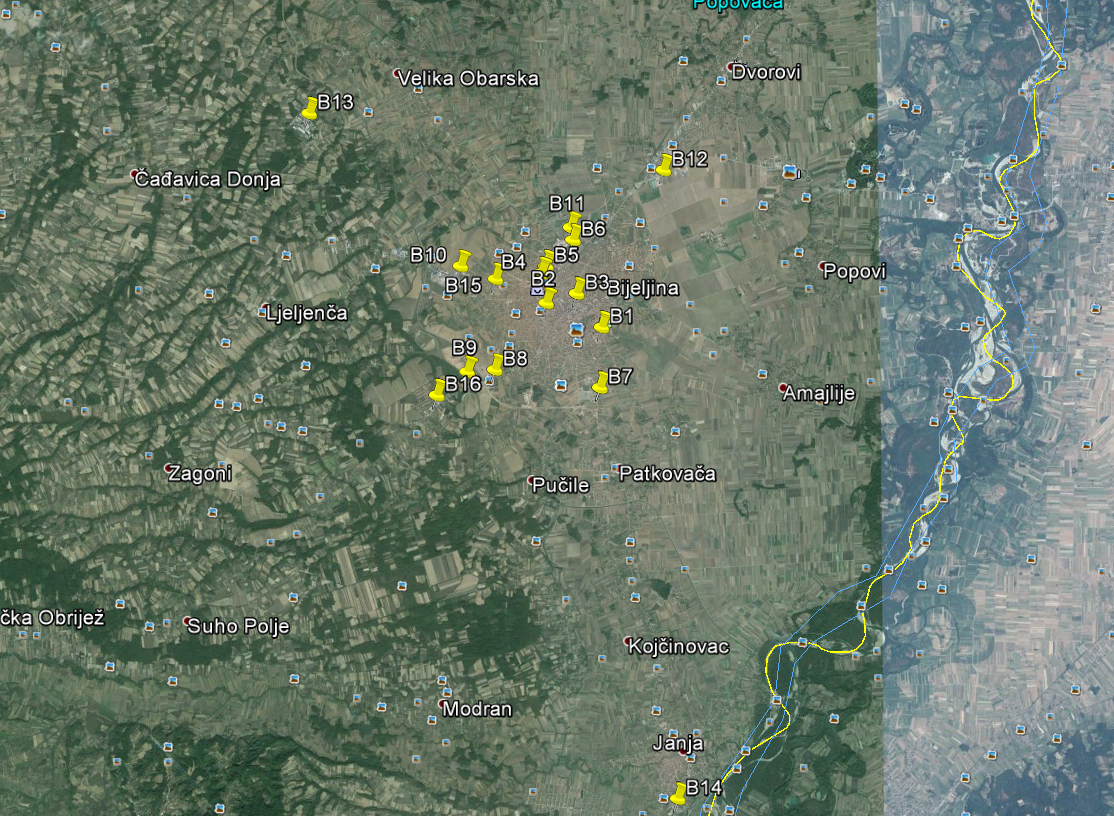 Popovača
Dvorovi
Velika Obarska
B13
B12
Čađavica Donja
B11
B6
B10
B4
B5
Popovi
B15
B2
B3
Bijeljina
Ljeljenča
B1
B9
B8
B7
B16
Amajlije
Zagoni
Patkovača
Pučile
čka Obrijež
Suho Polje
Kojčinovac
Modran
Janja
B14